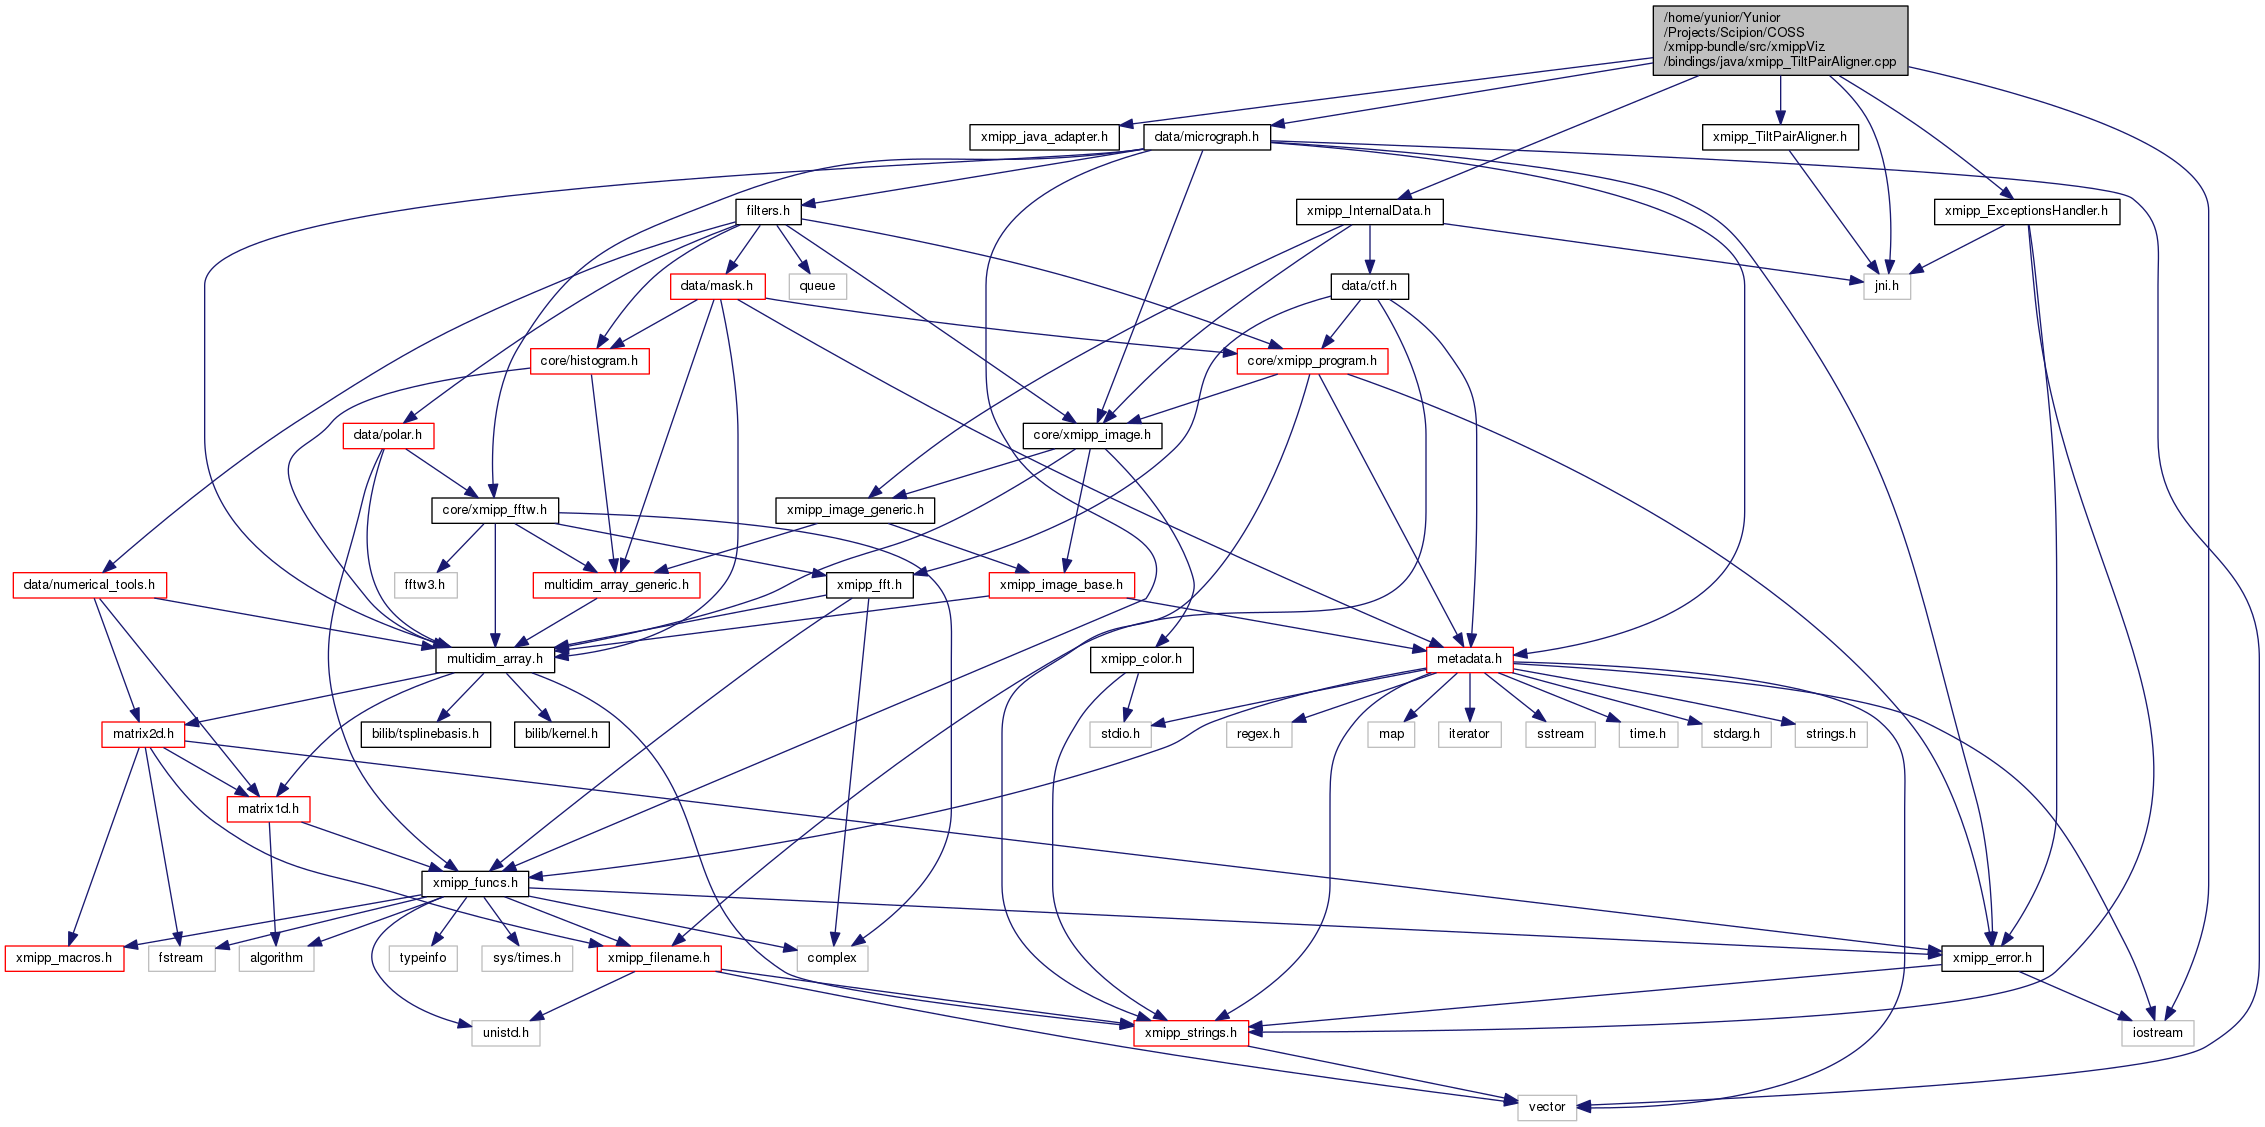 /home/yunior/Yunior
/Projects/Scipion/COSS
/xmipp-bundle/src/xmippViz
/bindings/java/xmipp_TiltPairAligner.cpp
xmipp_java_adapter.h
data/micrograph.h
xmipp_TiltPairAligner.h
filters.h
xmipp_InternalData.h
xmipp_ExceptionsHandler.h
data/mask.h
queue
data/ctf.h
jni.h
core/histogram.h
core/xmipp_program.h
data/polar.h
core/xmipp_image.h
core/xmipp_fftw.h
xmipp_image_generic.h
data/numerical_tools.h
fftw3.h
multidim_array_generic.h
xmipp_fft.h
xmipp_image_base.h
multidim_array.h
xmipp_color.h
metadata.h
matrix2d.h
bilib/tsplinebasis.h
bilib/kernel.h
stdio.h
regex.h
map
iterator
sstream
time.h
stdarg.h
strings.h
matrix1d.h
xmipp_funcs.h
xmipp_macros.h
fstream
algorithm
typeinfo
sys/times.h
xmipp_filename.h
complex
xmipp_error.h
unistd.h
xmipp_strings.h
iostream
vector